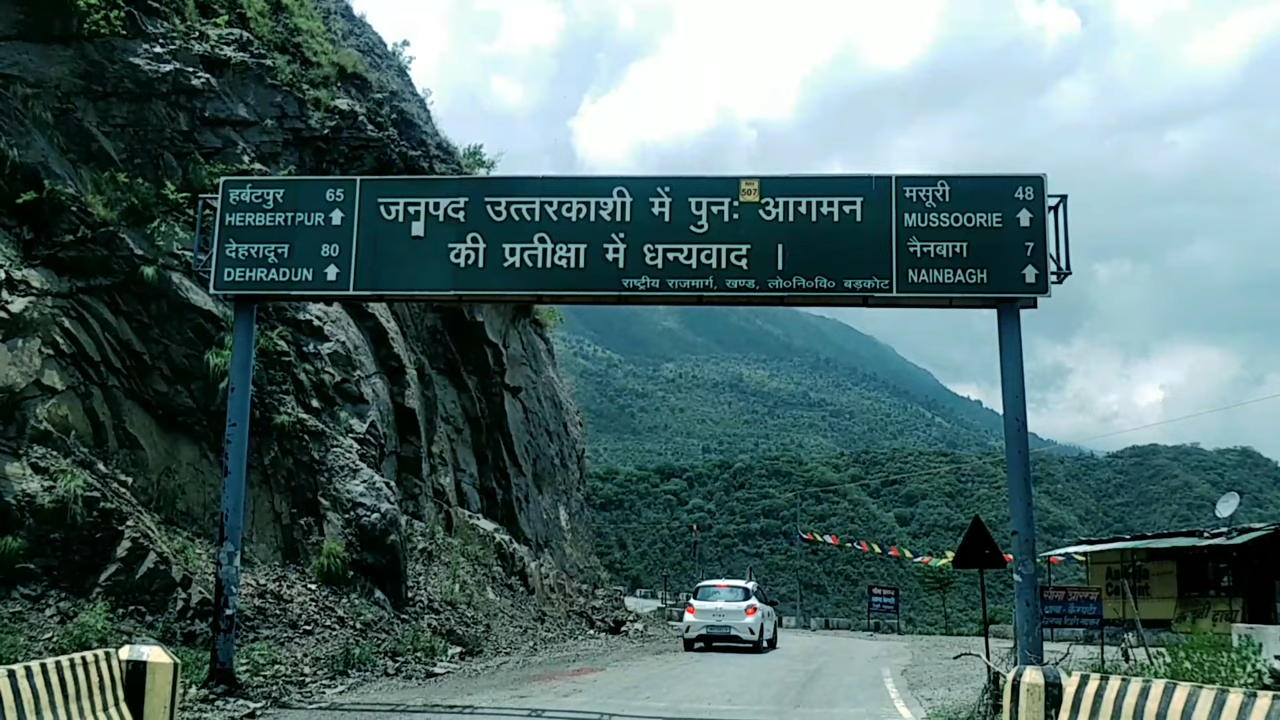 हर्बटपुर 65
HERBERTPUR ↑
देहरादून 80
DEHRADUN ↑
NH
507
जनपद उत्तरकाशी में पुनः आगमन
की प्रतीक्षा में धन्यवाद ।
राष्ट्रीय राजमार्ग, खण्ड, लो०नि०वि० बड़कोट
मसूरी 48
MUSSOORIE ↑
नैनबाग 7
NAINBAGH ↑